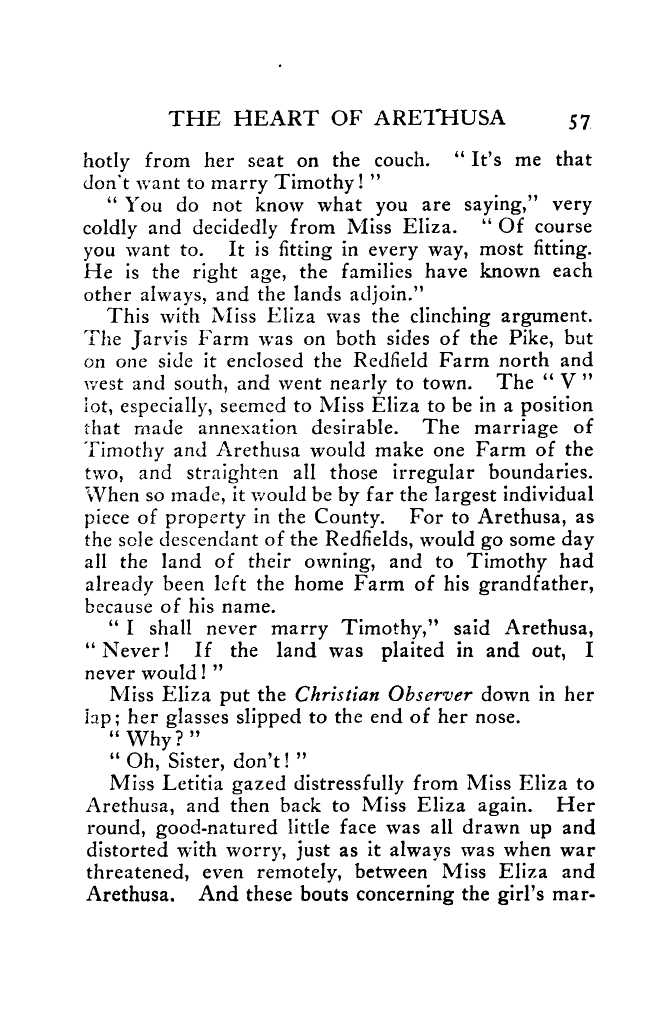 THE HEART OF ARETHUSA 57
hotly from her seat on the couch. "It's me that
don't want to marry Timothy!"
"You do not know what you are saying," very
coldly and decidedly from Miss Eliza. "Of course
you want to. It is fitting in every way, most fitting.
He is the right age, the families have known each
other always, and the lands adjoin."
This with Miss Eliza was the clinching argument.
The Jarvis Farm was on both sides of the Pike, but
on one side it enclosed the Redfield Farm north and
west and south, and went nearly to town. The "V"
lot, especially, seemed to Miss Eliza to be in a position
that made annexation desirable. The marriage of
Timothy and Arethusa would make one Farm of the
two, and straighten all those irregular boundaries.
When so made, it would be by far the largest individual
piece of property in the County. For to Arethusa, as
the sole descendant of the Redfields, would go some day
all the land of their owning, and to Timothy had
already been left the home Farm of his grandfather,
because of his name.
"I shall never marry Timothy," said Arethusa,
"Never! If the land was plaited in and out, I
never would!"
Miss Eliza put the Christian Observer down in her
lap; her glasses slipped to the end of her nose.
"Why?"
"Oh, Sister, don't!"
Miss Letitia gazed distressfully from Miss Eliza to
Arethusa, and then back to Miss Eliza again. Her
round, good-natured little face was all drawn up and
distorted with worry, just as it always was when war
threatened, even remotely, between Miss Eliza and
Arethusa. And these bouts concerning the girl's mar-